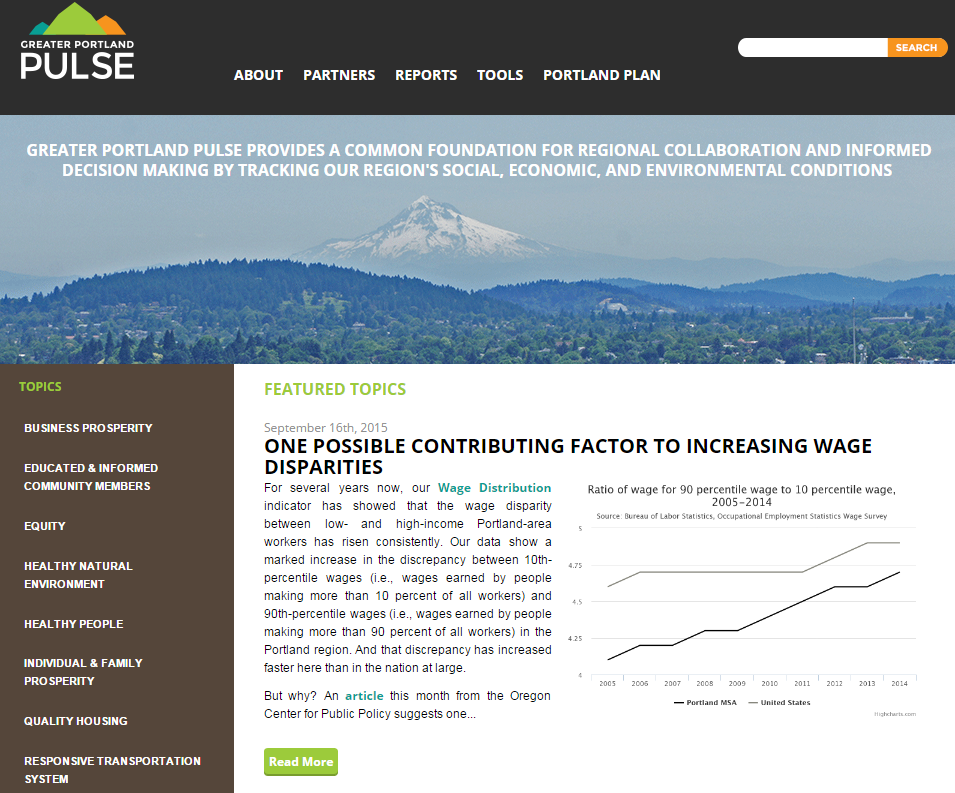 GREATER PORTLAND
PULSE
SEARCH
ABOUT PARTNERS REPORTS TOOLS PORTLAND PLAN
GREATER PORTLAND PULSE PROVIDES A COMMON FOUNDATION FOR REGIONAL COLLABORATION AND INFORMED
DECISION MAKING BY TRACKING OUR REGION'S SOCIAL, ECONOMIC, AND ENVIRONMENTAL CONDITIONS
TOPICS
BUSINESS PROSPERITY
EDUCATED & INFORMED
COMMUNITY MEMBERS
EQUITY
HEALTHY NATURAL
ENVIRONMENT
HEALTHY PEOPLE
INDIVIDUAL & FAMILY
PROSPERITY
QUALITY HOUSING
RESPONSIVE TRANSPORTATION
SYSTEM
FEATURED TOPICS
September 16th, 2015
ONE POSSIBLE CONTRIBUTING FACTOR TO INCREASING WAGE
DISPARITIES
For several years now, our Wage Distribution
indicator has showed that the wage disparity
between low- and high-income Portland-area
workers has risen consistently. Our data show a
marked increase in the discrepancy between 10th-
percentile wages (i.e., wages earned by people
making more than 10 percent of all workers) and
90th-percentile wages (i.e., wages earned by people
making more than 90 percent of all workers) in the
Portland region. And that discrepancy has increased
faster here than in the nation at large.
But why? An article this month from the Oregon
Center for Public Policy suggests one...
Read More
Ratio of wage for 90 percentile wage to 10 percentile wage,
2005-2014
Source: Bureau of Labor Statistics, Occupational Employment Statistics Wage Survey
5
4.75
4.5
4.25
4
2005 2006 2007 2008 2009 2010 2011 2012 2013 2014
Portland MSA United States
Highcharts.com